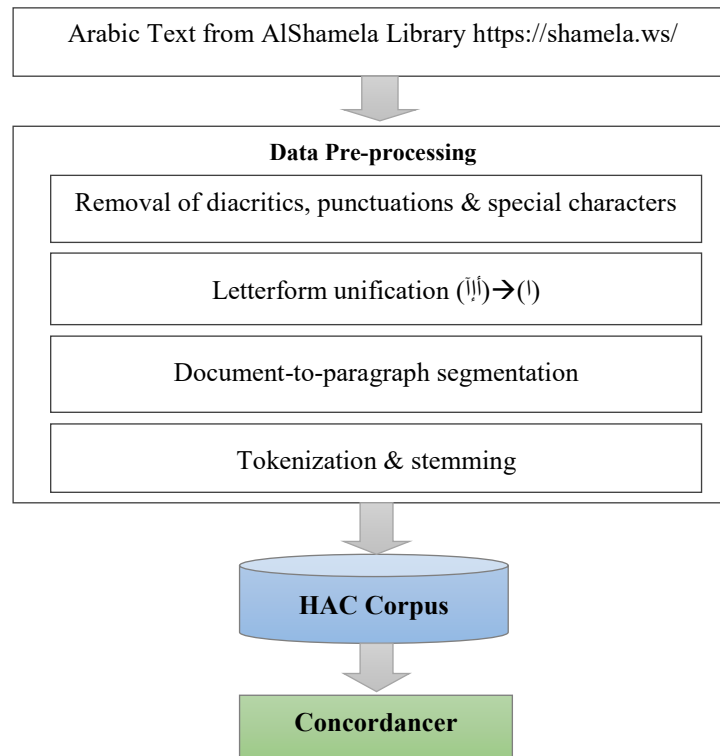 Arabic Text from AlShamela Library https://shamela.ws/
Data Pre-processing
Removal of diacritics, punctuations & special characters
Letterform unification (أإآ)→(ا)
Document-to-paragraph segmentation
Tokenization & stemming
HAC Corpus
Concordancer